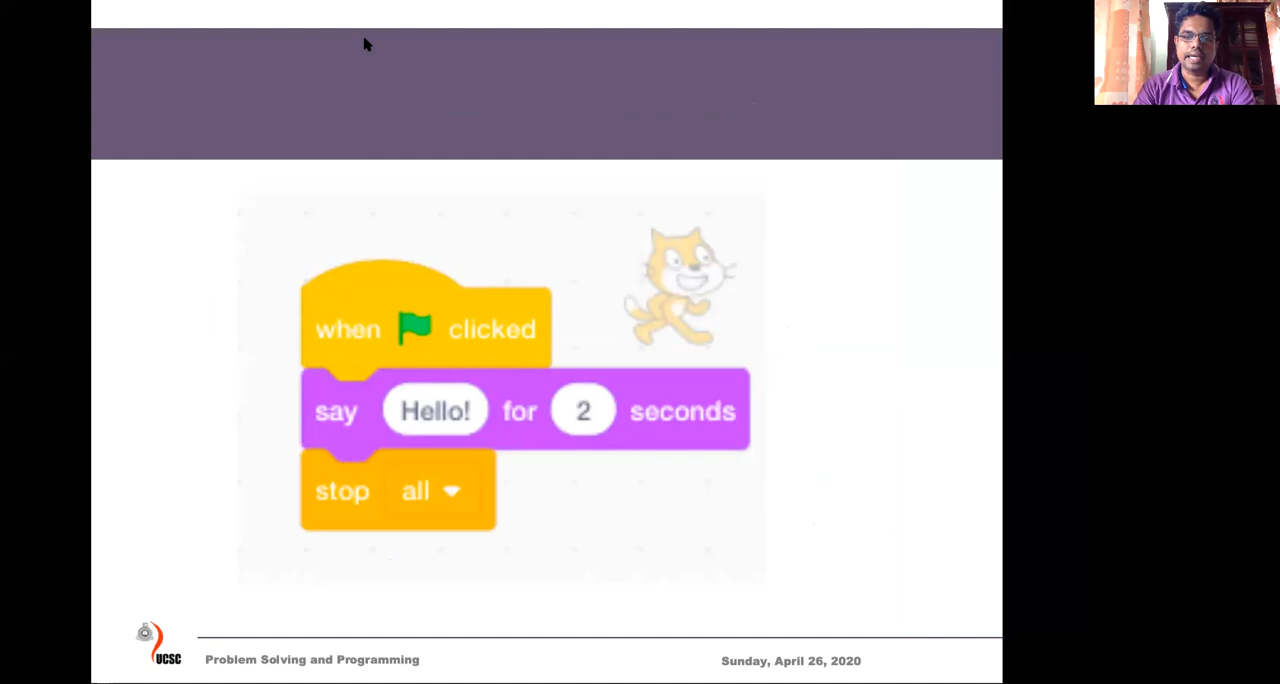 when clicked
say Hello! for 2 seconds
stop all
UCSC
Problem Solving and Programming
Sunday, April 26, 2020